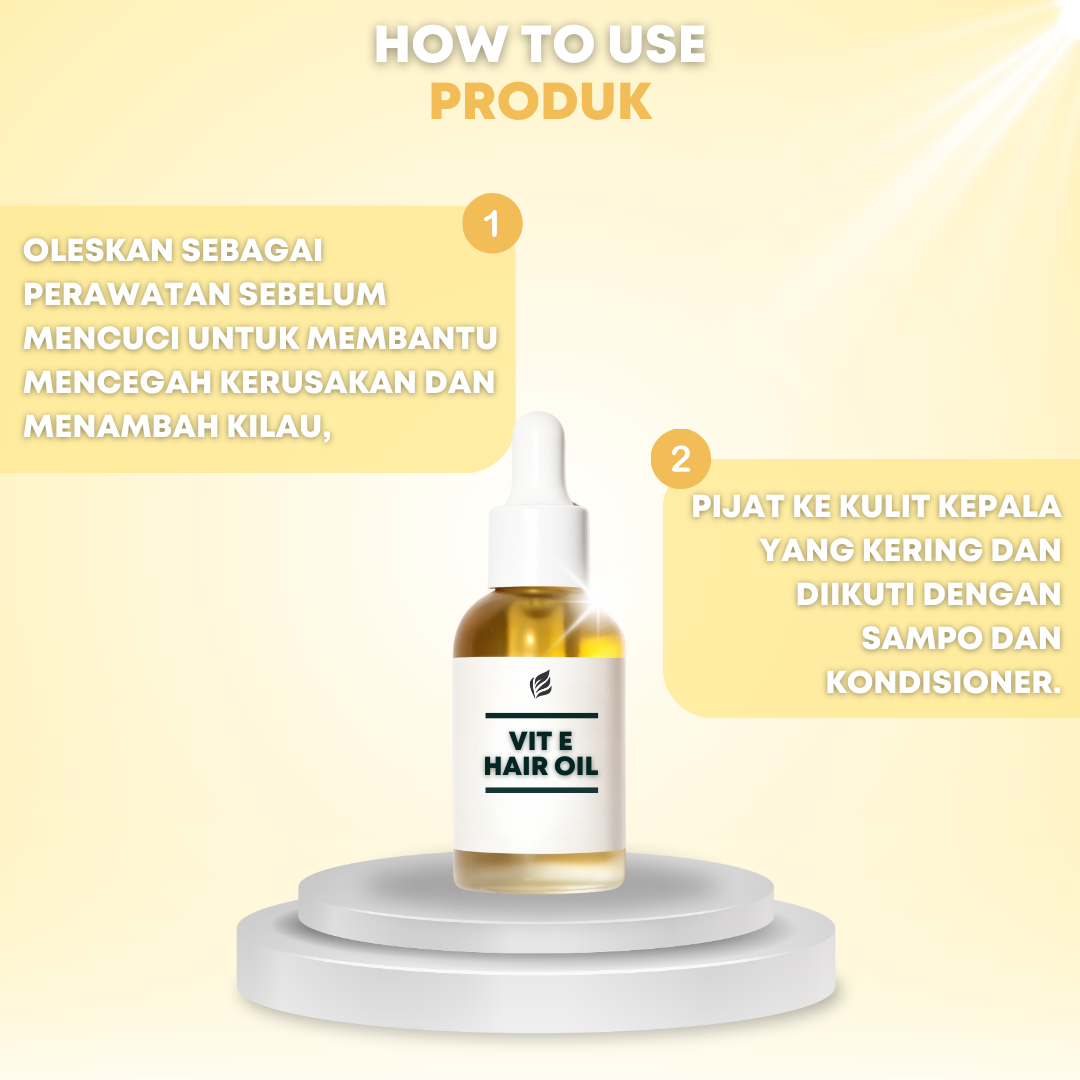 HOW TO USE
PRODUK
1
OLESKAN SEBAGAI
PERAWATAN SEBELUM
MENCUCI UNTUK MEMBANTU
MENCEGAH KERUSAKAN DAN
MENAMBAH KILAU,
2
PIJAT KE KULIT KEPALA
YANG KERING DAN
DIIKUTI DENGAN
SAMPO DAN
KONDISIONER.
VIT E
HAIR OIL